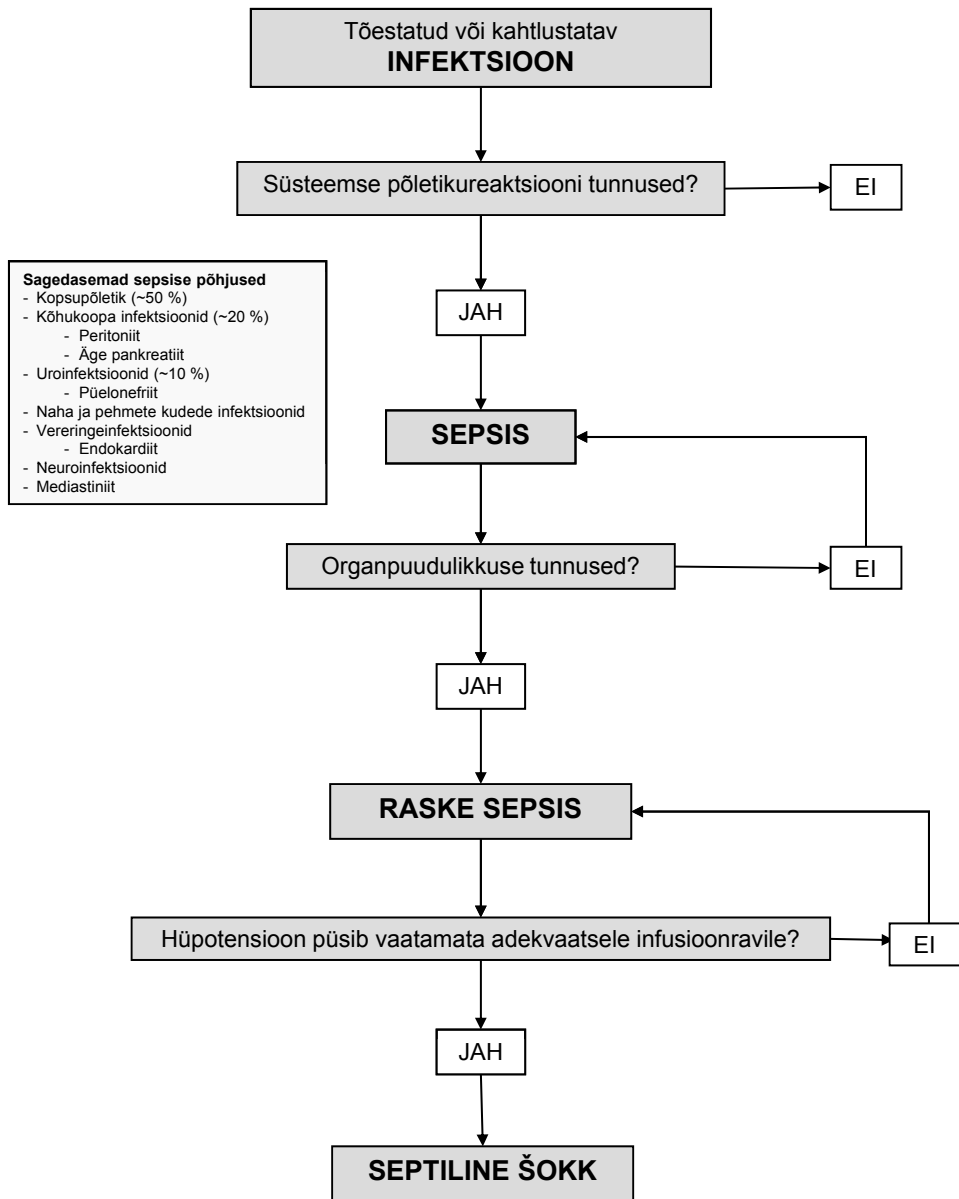 Tõestatud või kahtlustatav
INFEKTSIOON
Süsteemse põletikureaktsiooni tunnused?
EI
Sagedasemad sepsise põhjused
- Kopsupõletik (~50 %)
- Kõhukoopa infektsioonid (~20 %)
- Peritoniit
- Äge pankreatiit
- Uroinfektsioonid (~10 %)
- Püelonefriit
- Naha ja pehmete kudede infektsioonid
- Vereringeinfektsioonid
- Endokardiit
- Neuroinfektsioonid
- Mediastiniit
JAH
SEPSIS
Organpuudulikkuse tunnused?
EI
JAH
RASKE SEPSIS
Hüpotensioon püsib vaatamata adekvaatsele infusioonravile?
EI
JAH
SEPTILINE ŠOKK